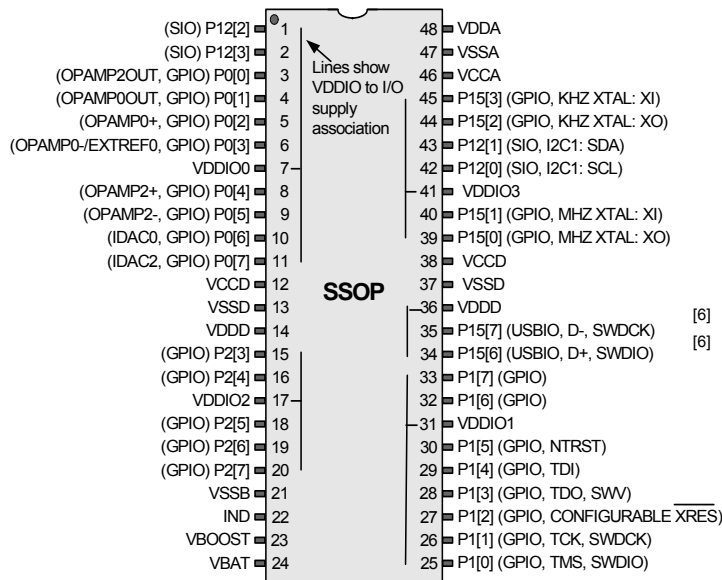 (SIO) P12[2] 1 48 VDDA
(SIO) P12[3] 2 47 VSSA
(OPAMP2OUT, GPIO) P0[0] 3 Lines show 46 VCCA
(OPAMP0OUT, GPIO) P0[1] 4 VDDIO to I/O 45 P15[3] (GPIO, KHZ XTAL: XI)
(OPAMP0+, GPIO) P0[2] 5 supply 44 P15[2] (GPIO, KHZ XTAL: XO)
(OPAMP0-/EXTREF0, GPIO) P0[3] 6 association 43 P12[1] (SIO, I2C1: SDA)
VDDIO0 7 42 P12[0] (SIO, I2C1: SCL)
(OPAMP2+, GPIO) P0[4] 8 41 VDDIO3
(OPAMP2-, GPIO) P0[5] 9 40 P15[1] (GPIO, MHZ XTAL: XI)
(IDAC0, GPIO) P0[6] 10 39 P15[0] (GPIO, MHZ XTAL: XO)
(IDAC2, GPIO) P0[7] 11 38 VCCD
VCCD 12 SSOP 37 VSSD
VSSD 13 36 VDDD [6]
VDDD 14 35 P15[7] (USBIO, D-, SWDCK) [6]
(GPIO) P2[3] 15 34 P15[6] (USBIO, D+, SWDIO)
(GPIO) P2[4] 16 33 P1[7] (GPIO)
VDDIO2 17 32 P1[6] (GPIO)
(GPIO) P2[5] 18 31 VDDIO1
(GPIO) P2[6] 19 30 P1[5] (GPIO, NTRST)
(GPIO) P2[7] 20 29 P1[4] (GPIO, TDI)
VSSB 21 28 P1[3] (GPIO, TDO, SWV)
IND 22 27 P1[2] (GPIO, CONFIGURABLE XRES)
VBOOST 23 26 P1[1] (GPIO, TCK, SWDCK)
VBAT 24 25 P1[0] (GPIO, TMS, SWDIO)